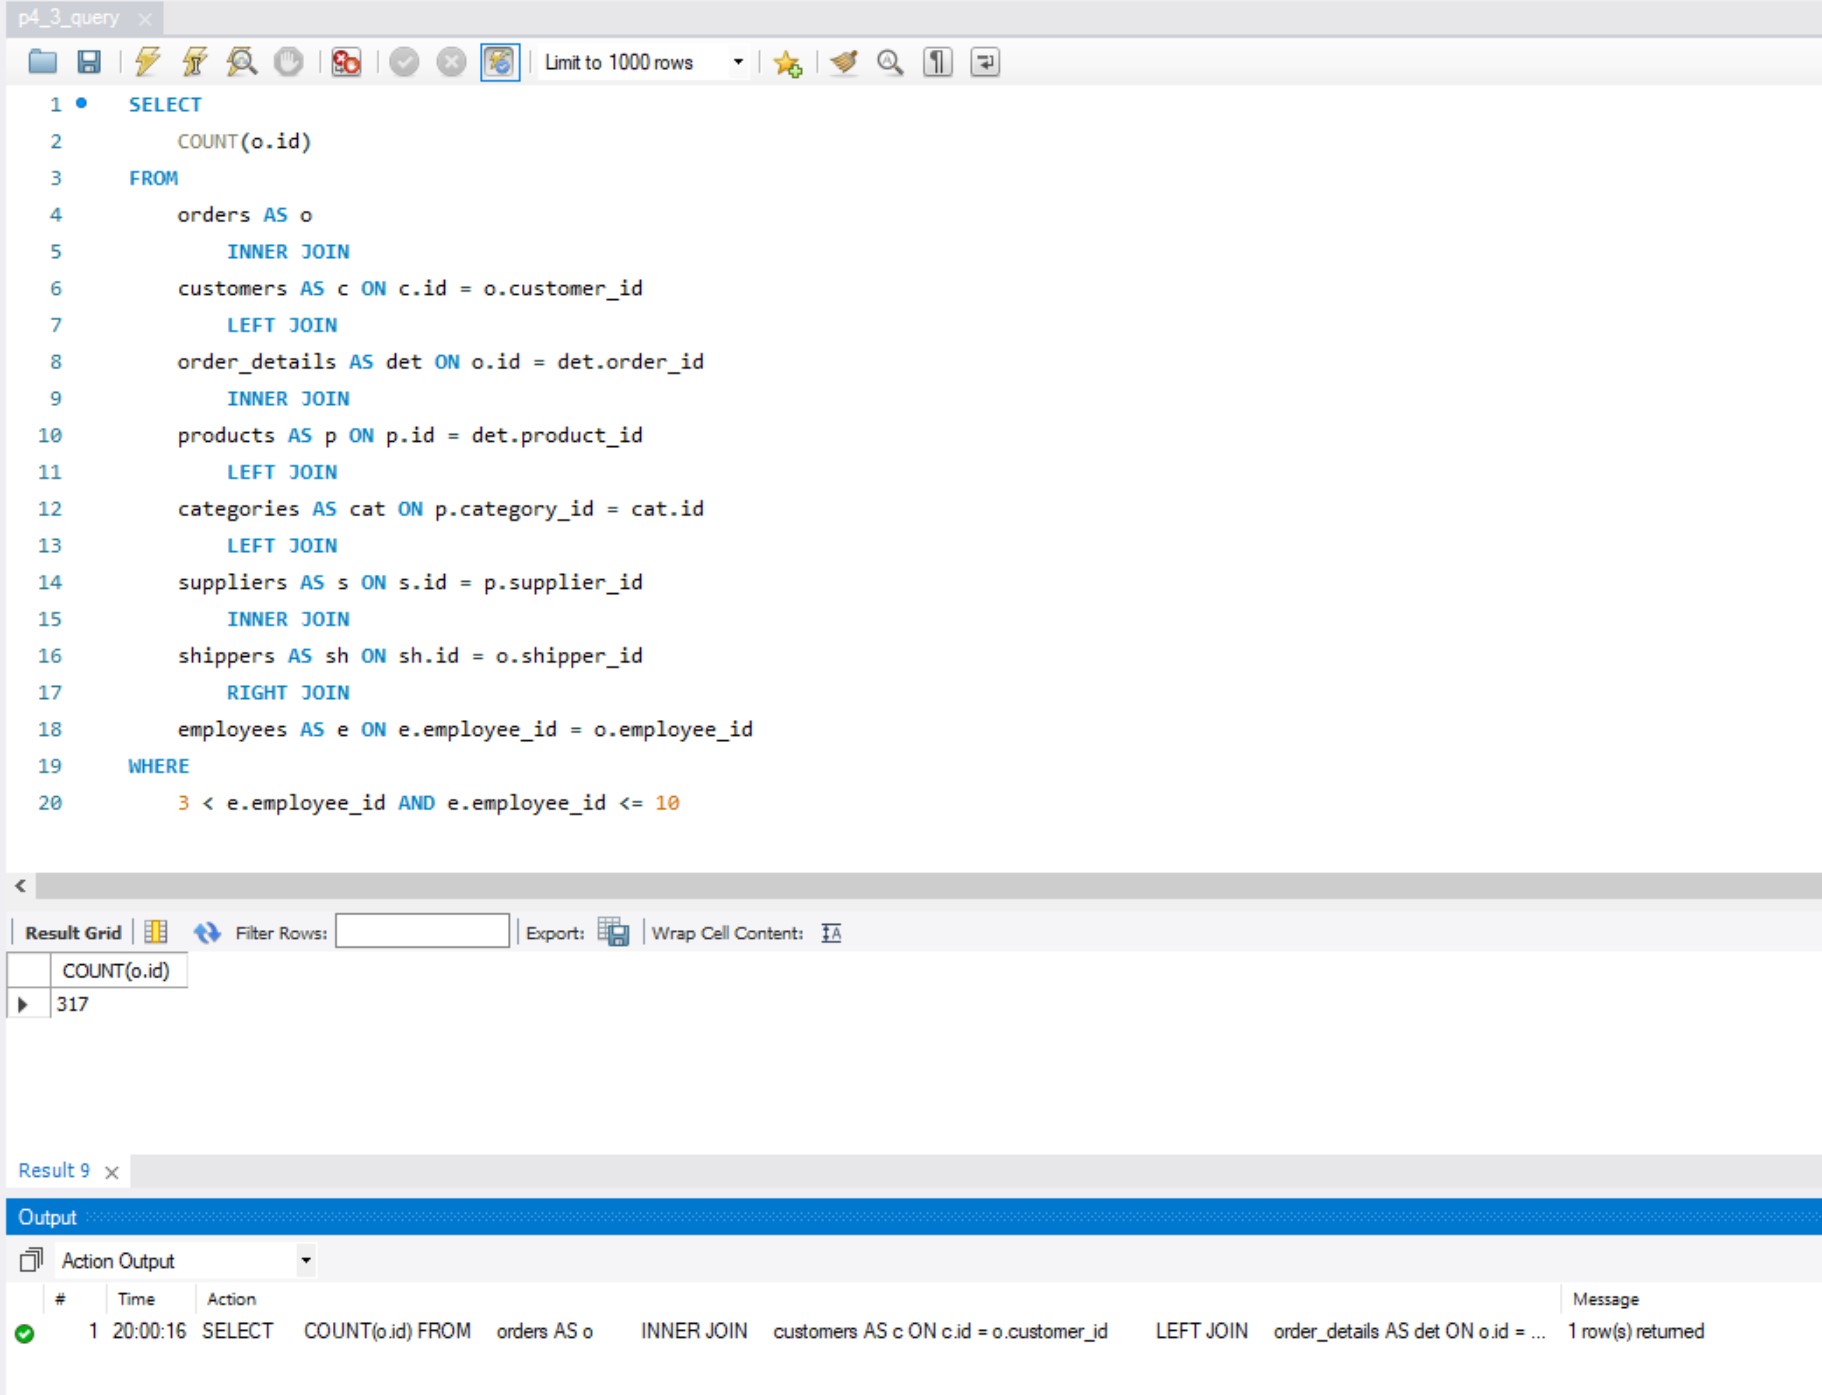 p4_3_query
Limit to 1000 rows
1 SELECT
2 COUNT(o.id)
3 FROM
4 orders AS o
5 INNER JOIN
6 customers AS c ON c.id = o.customer_id
7 LEFT JOIN
8 order_details AS det ON o.id = det.order_id
9 INNER JOIN
10 products AS p ON p.id = det.product_id
11 LEFT JOIN
12 categories AS cat ON p.category_id = cat.id
13 LEFT JOIN
14 suppliers AS s ON s.id = p.supplier_id
15 INNER JOIN
16 shippers AS sh ON sh.id = o.shipper_id
17 RIGHT JOIN
18 employees AS e ON e.employee_id = o.employee_id
19 WHERE
20 3 < e.employee_id AND e.employee_id <= 10
Result Grid Filter Rows: Export: Wrap Cell Content:
COUNT(o.id)
317
Result 9
Output
Action Output
# Time Action Message
1 20:00:16 SELECT COUNT(o.id) FROM orders AS o INNER JOIN customers AS c ON c.id = o.customer_id LEFT JOIN order_details AS det ON o.id = ... 1 row(s) returned